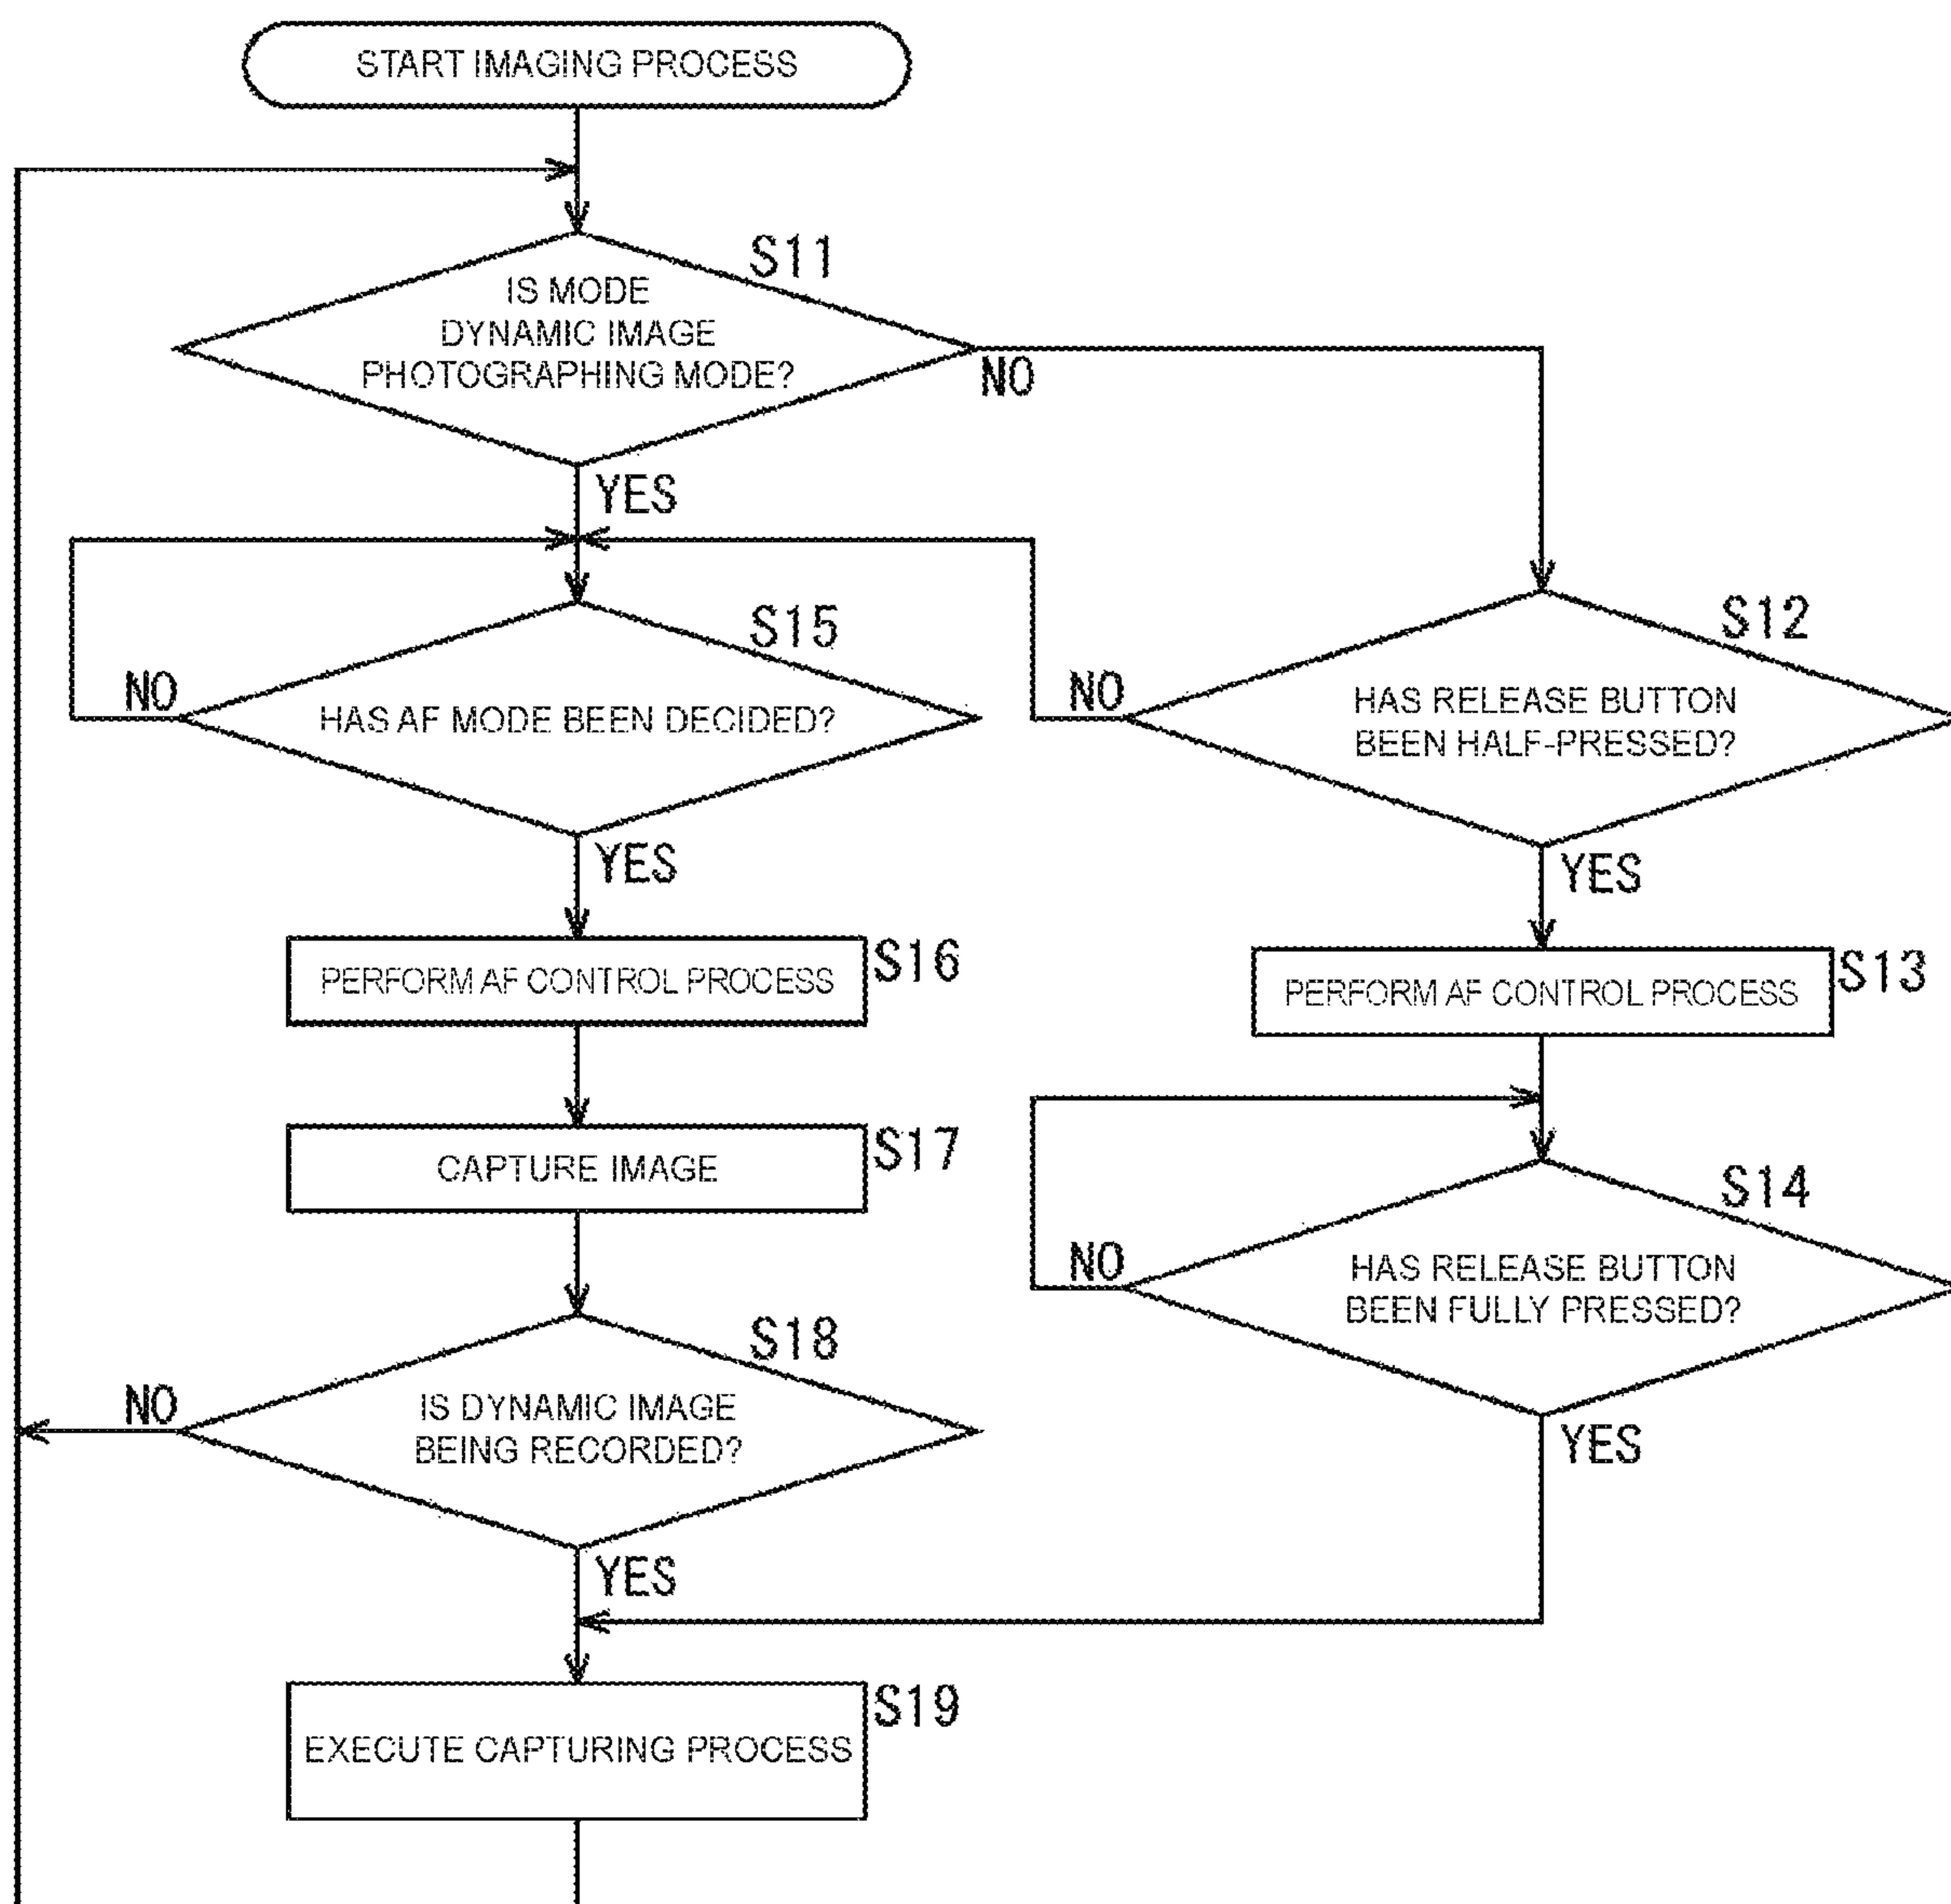 START IMAGING PROCESS
S11
IS MODE
DYNAMIC IMAGE
PHOTOGRAPHING MODE?
NO
YES
S15
HAS AF MODE BEEN DECIDED?
NO
YES
S12
HAS RELEASE BUTTON
BEEN HALF-PRESSED?
NO
YES
PERFORM AF CONTROL PROCESS
S16
PERFORM AF CONTROL PROCESS
S13
CAPTURE IMAGE
S17
S14
HAS RELEASE BUTTON
BEEN FULLY PRESSED?
NO
YES
S18
IS DYNAMIC IMAGE
BEING RECORDED?
NO
YES
EXECUTE CAPTURING PROCESS
S19